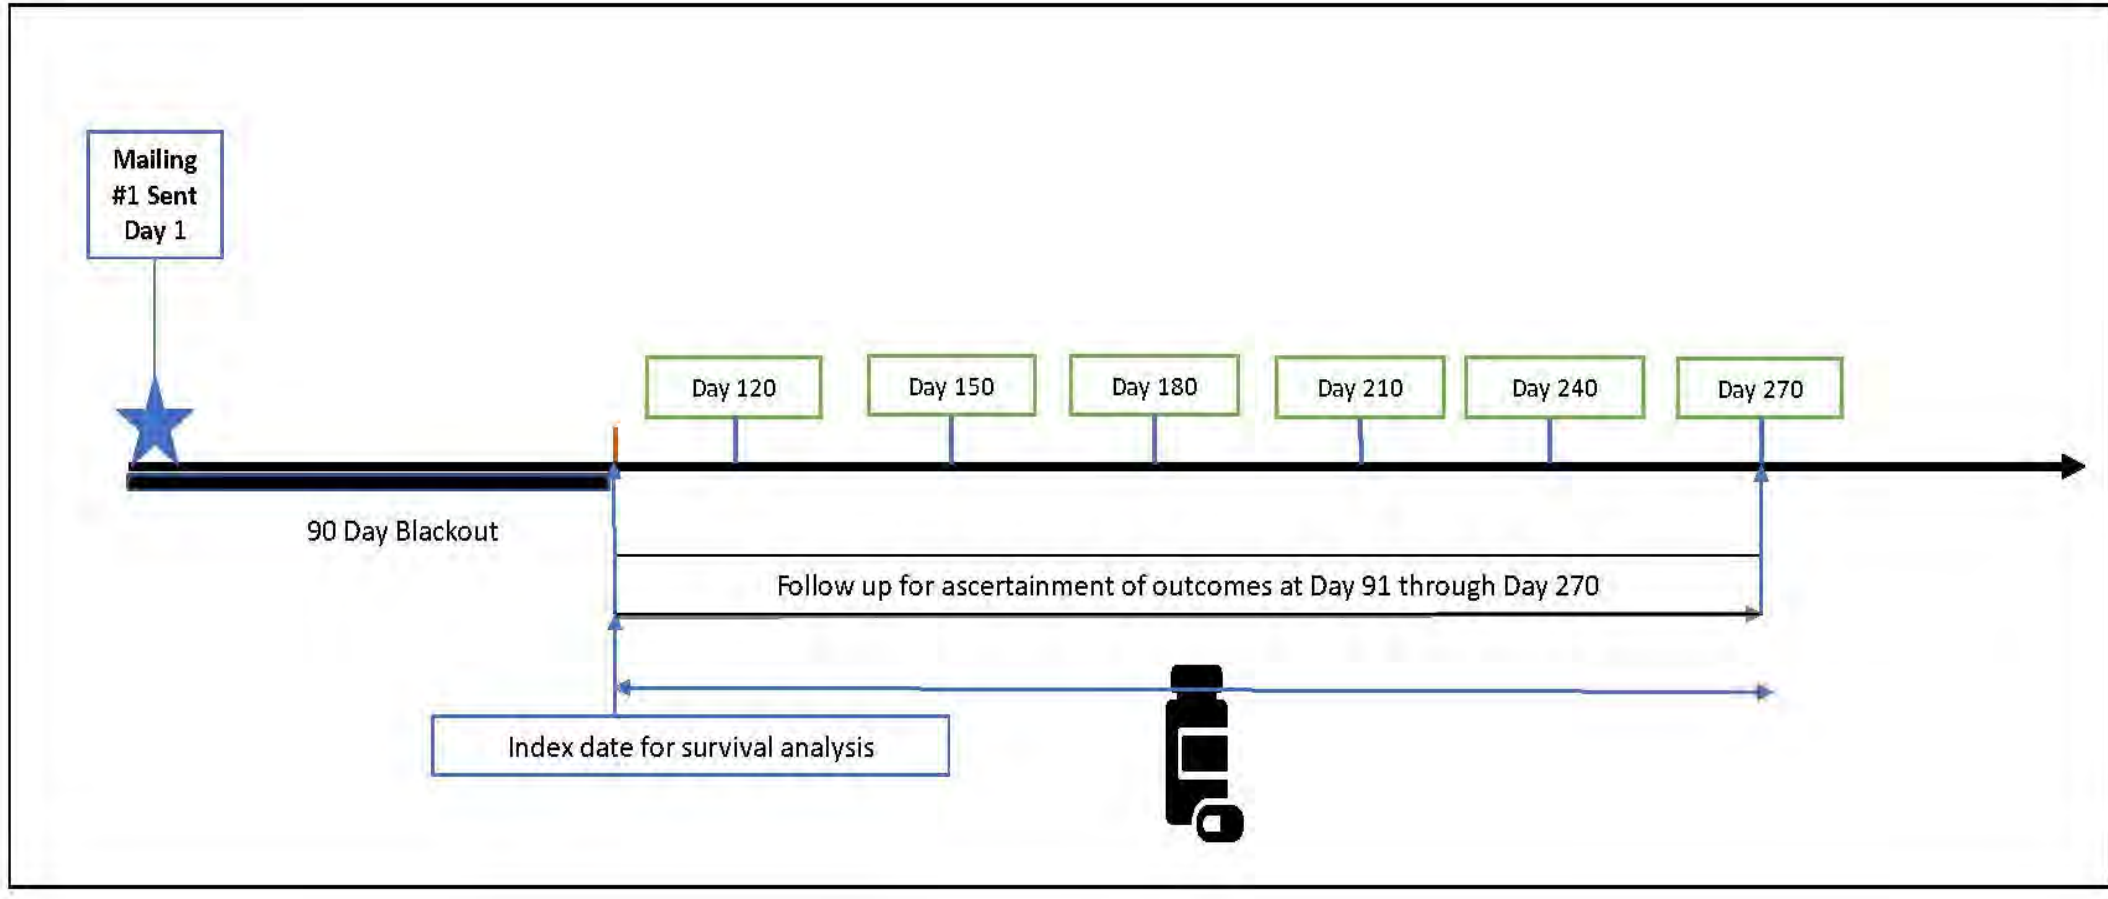 Mailing
#1 Sent
Day 1
Day 120
Day 150
Day 180
Day 210
Day 240
Day 270
90 Day Blackout
Follow up for ascertainment of outcomes at Day 91 through Day 270
Index date for survival analysis